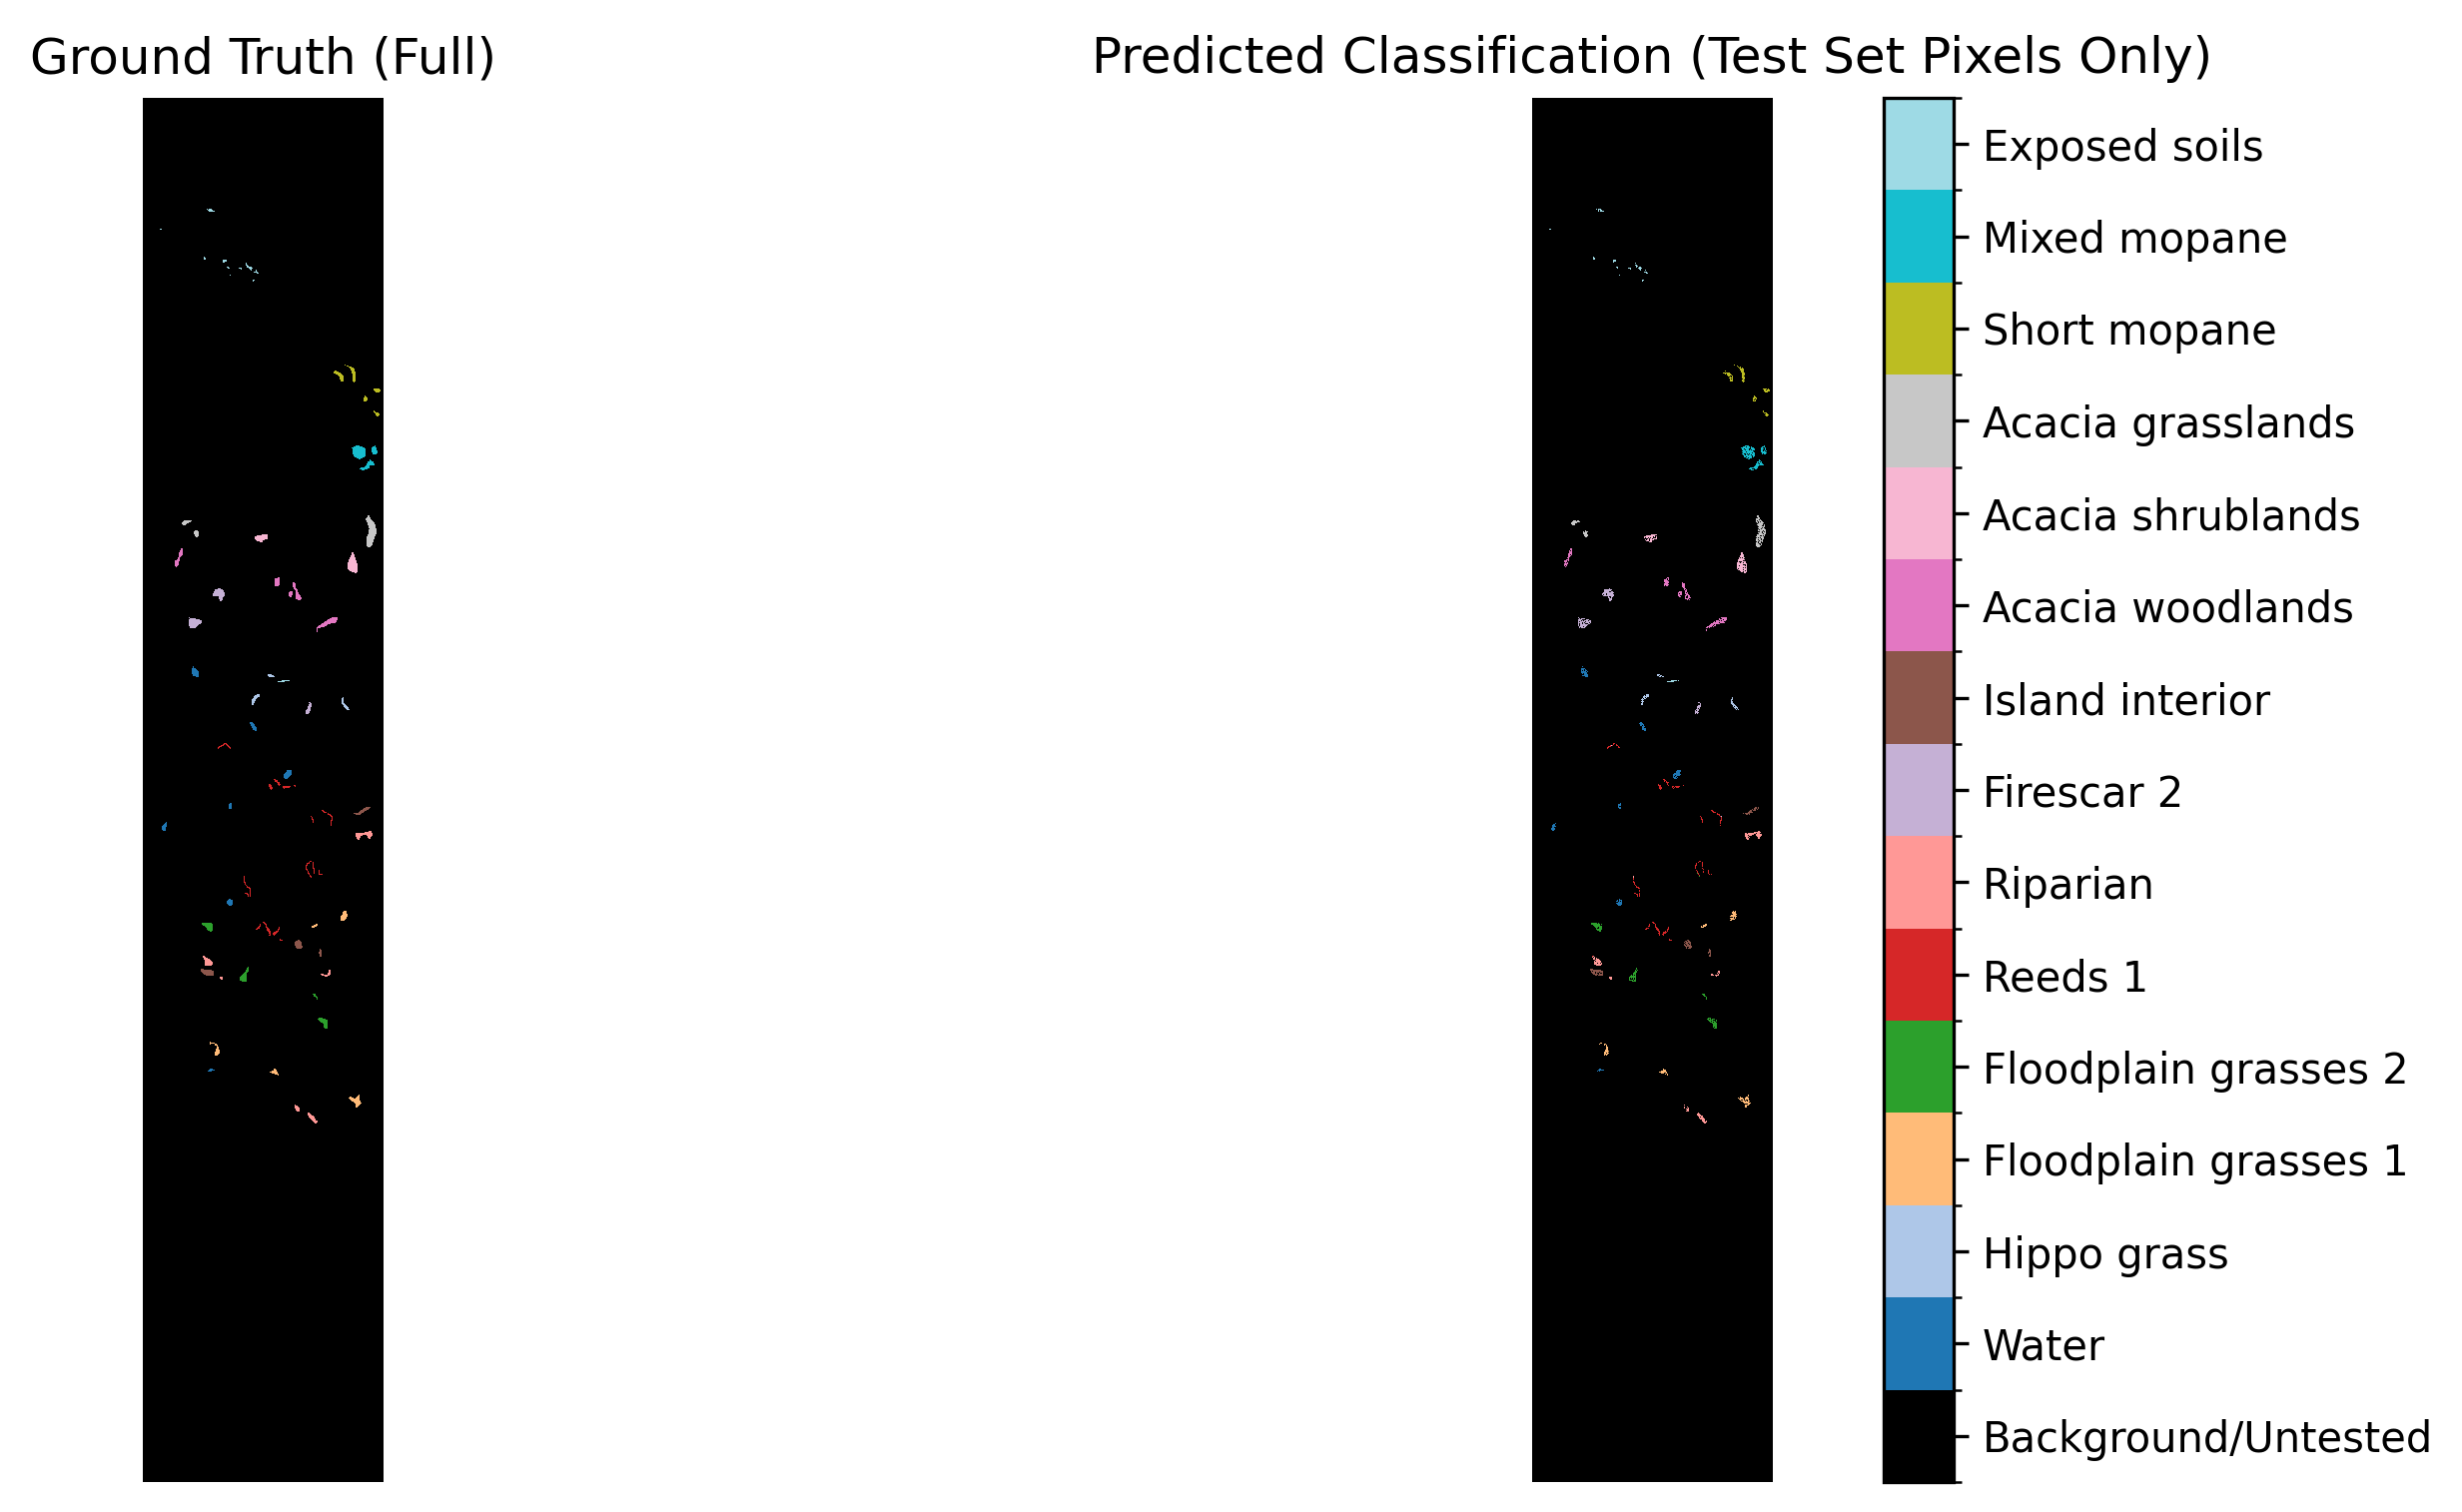 Ground Truth (Full)
Predicted Classification (Test Set Pixels Only)
Exposed soils
Mixed mopane
Short mopane
Acacia grasslands
Acacia shrublands
Acacia woodlands
Island interior
Firescar 2
Riparian
Reeds 1
Floodplain grasses 2
Floodplain grasses 1
Hippo grass
Water
Background/Untested